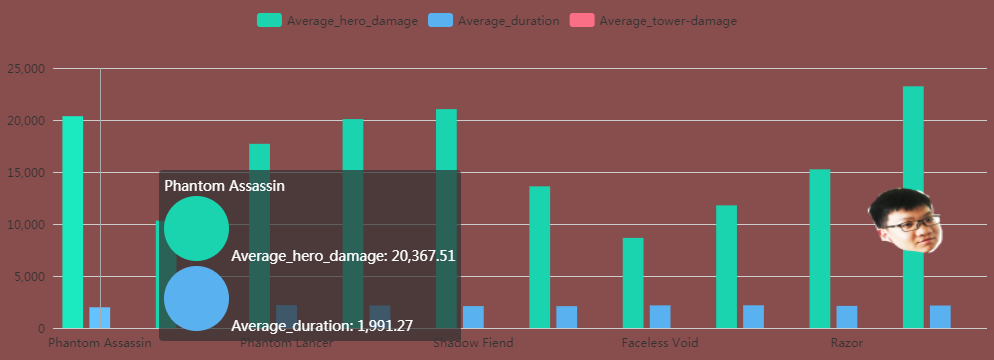 Average_hero_damage Average_duration Average_tower-damage
25,000
20,000
15,000
10,000
5,000
0
Phantom Assassin
Average_hero_damage: 20,367.51
Average_duration: 1,991.27
Phantom Assassin Phantom Lancer Shadow Fiend Faceless Void Razor